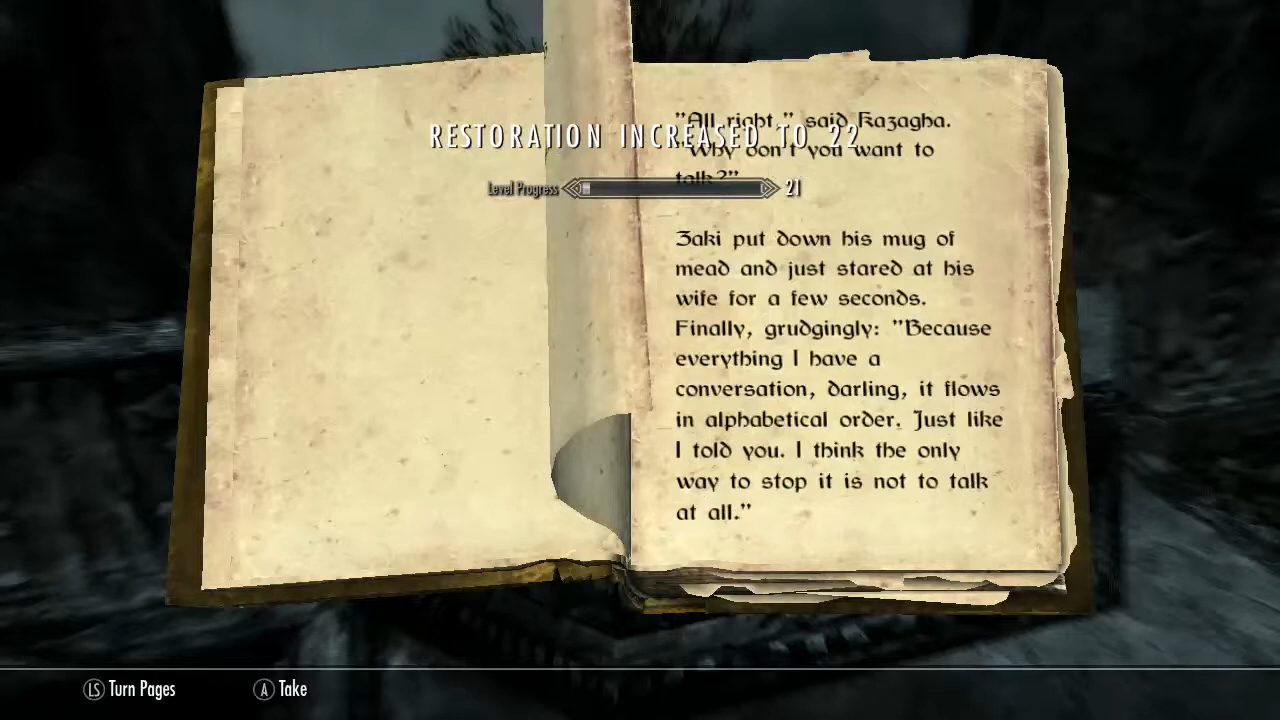 "All right," said Kazagha.
RESTORATION INCREASED TO 22
"Why don't you want to
talk?"
Level Progress 21
Zaki put down his mug of
mead and just stared at his
wife for a few seconds.
Finally, grudgingly: "Because
everything I have a
conversation, darling, it flows
in alphabetical order. Just like
I told you. I think the only
way to stop it is not to talk
at all."
LS Turn Pages
A Take